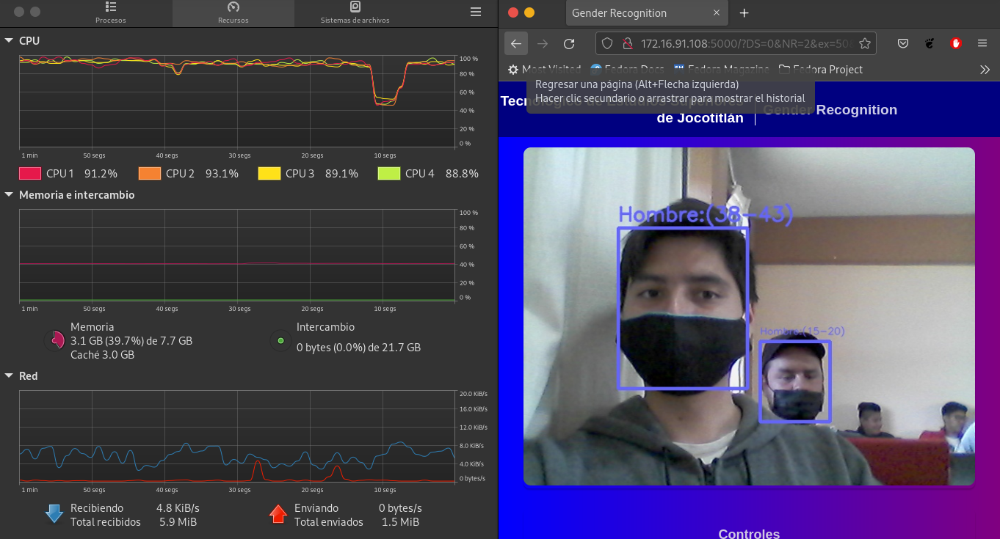 Procesos
Recursos
Sistemas de archivos
CPU
100 %
80 %
60 %
40 %
20 %
0 %
1 min 50 segs 40 segs 30 segs 20 segs 10 segs
CPU 1 91.2% CPU 2 93.1% CPU 3 89.1% CPU 4 88.8%
Memoria e intercambio
100 %
80 %
60 %
40 %
20 %
0 %
1 min 50 segs 40 segs 30 segs 20 segs 10 segs
Memoria
3.1 GB (39.7%) de 7.7 GB
Caché 3.0 GB
Intercambio
0 bytes (0.0%) de 21.7 GB
Red
20.0 KiB/s
16.0 KiB/s
12.0 KiB/s
8.0 KiB/s
4.0 KiB/s
0 bytes/s
1 min 50 segs 40 segs 30 segs 20 segs 10 segs
Recibiendo 4.8 KiB/s
Total recibidos 5.9 MiB
Enviando 0 bytes/s
Total enviados 1.5 MiB
Gender Recognition
172.16.91.108:5000/?DS=0&NR=2&ex=50
Most Visited Fedora Docs Fedora Magazine Fedora Project
Regresar una página (Alt+Flecha izquierda)
Hacer clic secundario o arrastrar para mostrar el historial
Tecnológico de Estudios Superiores
de Jocotitlán
Gender Recognition
Hombre:(38-43)
Hombre:(15-20)
Controles